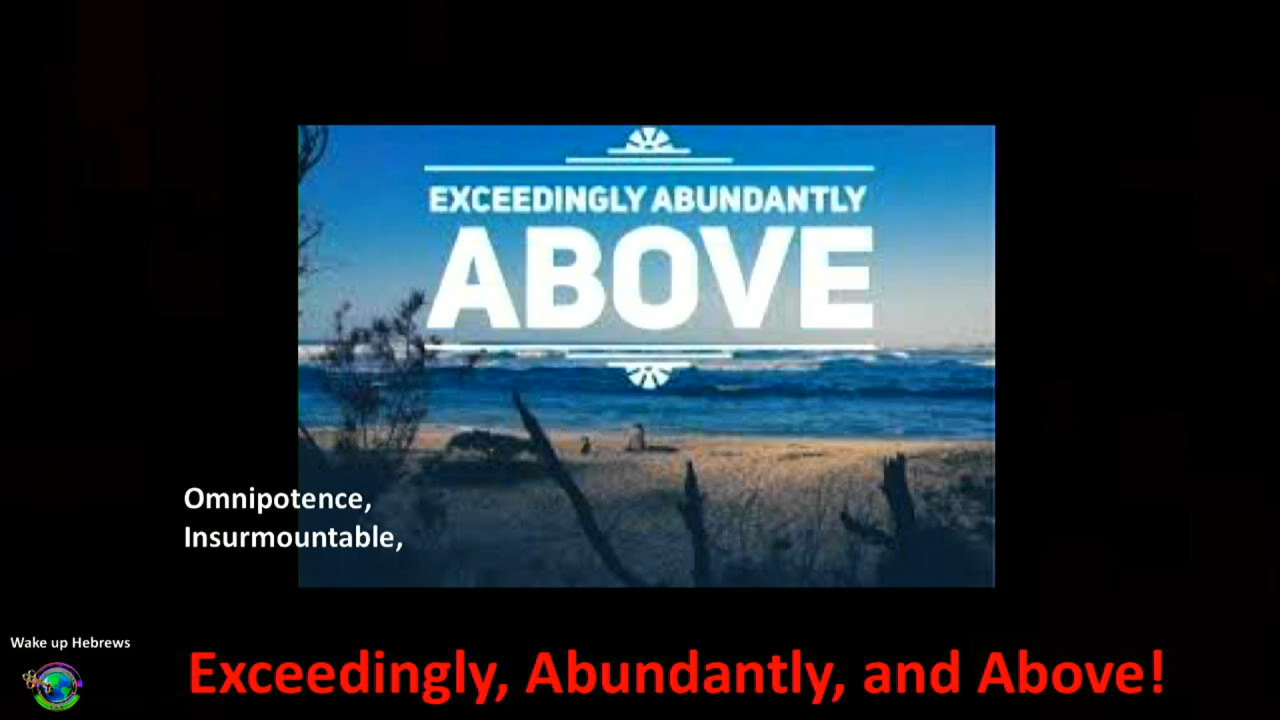 EXCEEDINGLY ABUNDANTLY
ABOVE
Omnipotence,
Insurmountable,
Wake up Hebrews
Exceedingly, Abundantly, and Above!